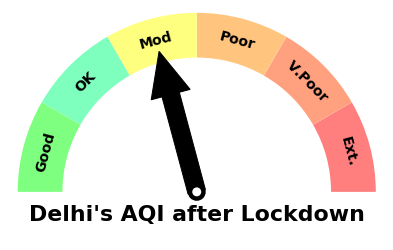 Good
OK
Mod
Poor
V.Poor
Ext.
Delhi's AQI after Lockdown